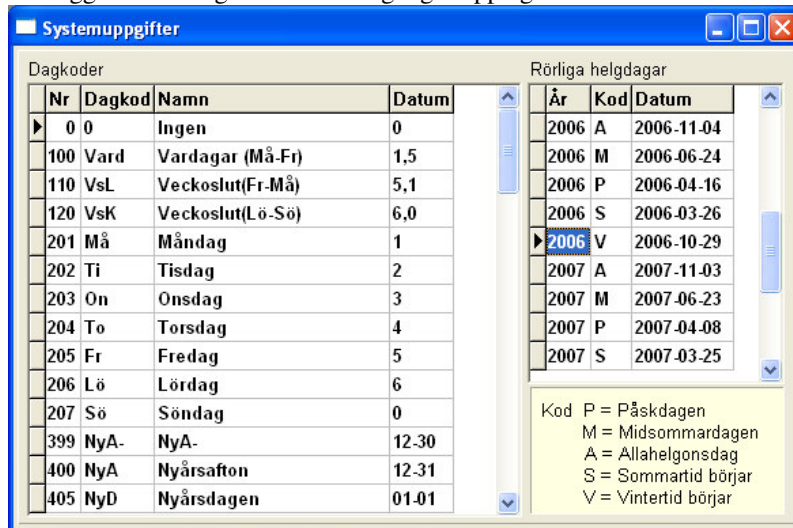 Systemuppgifter
Dagkoder
Nr Dagkod Namn Datum
0 0 Ingen 0
100 Vard Vardagar (Må-Fr) 1,5
110 VsL Veckoslut(Fr-Må) 5,1
120 VsK Veckoslut(Lö-Sö) 6,0
201 Må Måndag 1
202 Ti Tisdag 2
203 On Onsdag 3
204 To Torsdag 4
205 Fr Fredag 5
206 Lö Lördag 6
207 Sö Söndag 0
399 NyA- NyA- 12-30
400 NyA Nyårsafton 12-31
405 NyD Nyårsdagen 01-01
Rörliga helgdagar
År Kod Datum
2006 A 2006-11-04
2006 M 2006-06-24
2006 P 2006-04-16
2006 S 2006-03-26
2006 V 2006-10-29
2007 A 2007-11-03
2007 M 2007-06-23
2007 P 2007-04-08
2007 S 2007-03-25
Kod P = Påskdagen
M = Midsommardagen
A = Allahelgonsdag
S = Sommartid börjar
V = Vintertid börjar